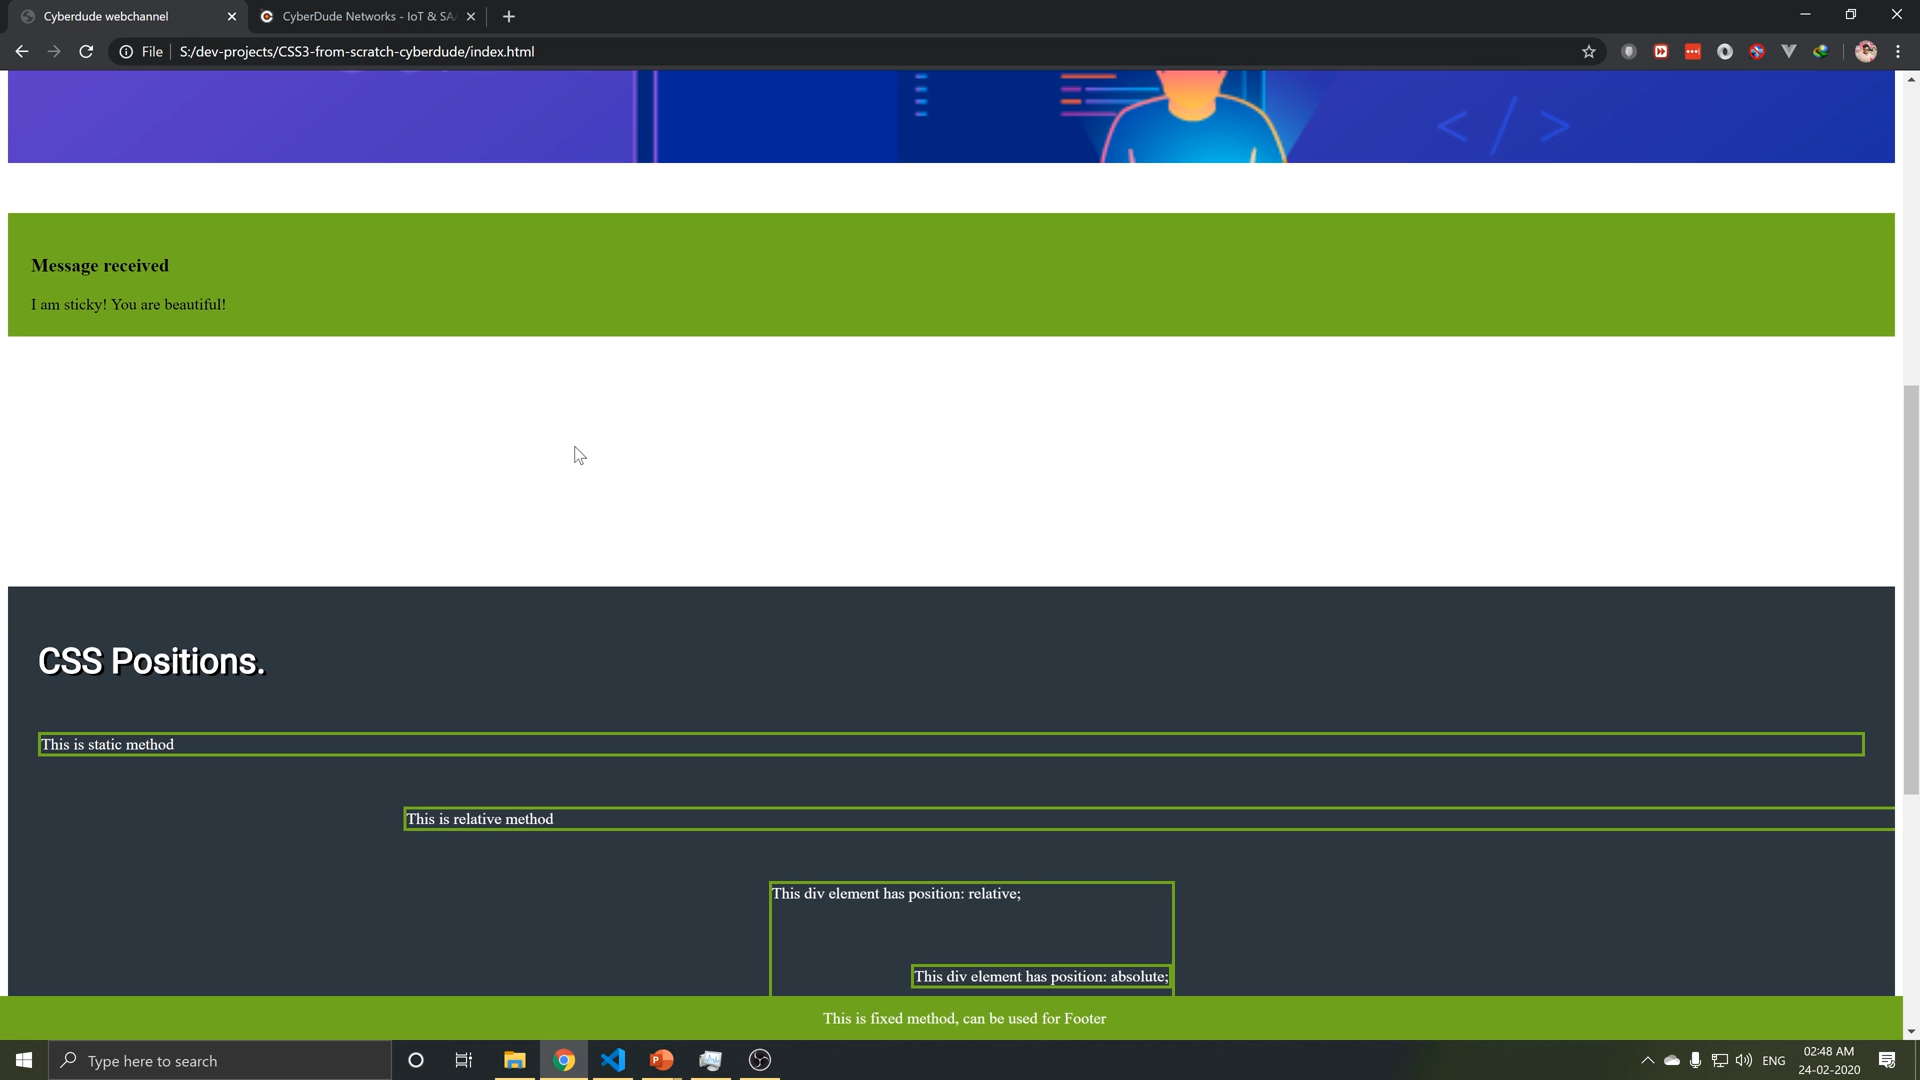 Cyberdude webchannel
CyberDude Networks - IoT & SA
File
S:/dev-projects/CSS3-from-scratch-cyberdude/index.html
< / >
Message received
I am sticky! You are beautiful!
CSS Positions.
This is static method
This is relative method
This div element has position: relative;
This div element has position: absolute;
This is fixed method, can be used for Footer
Type here to search
ENG
02:48 AM
24-02-2020